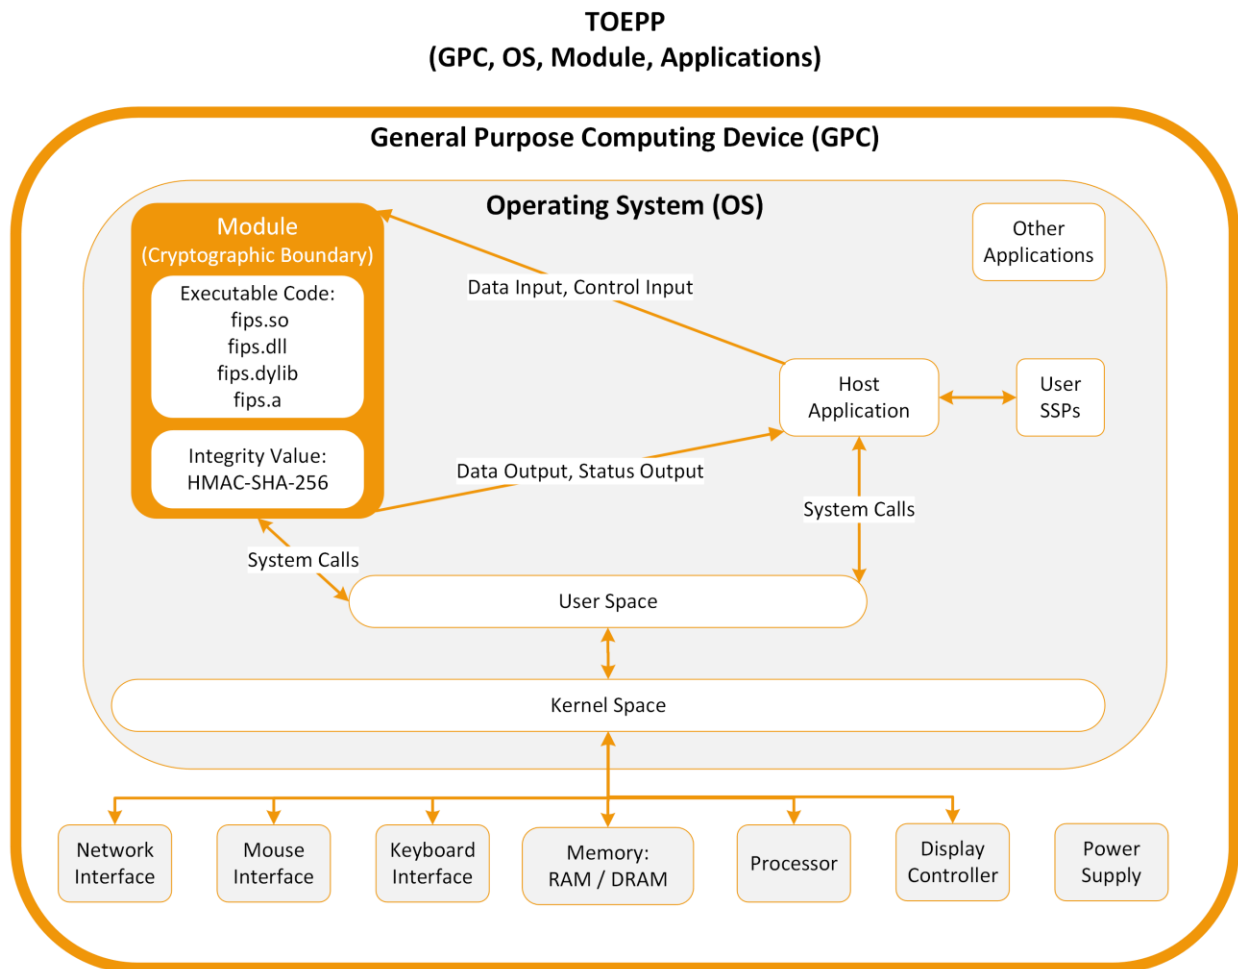 TOEPP
(GPC, OS, Module, Applications)
General Purpose Computing Device (GPC)
Operating System (OS)
Module
(Cryptographic Boundary)
Executable Code:
fips.so
fips.dll
fips.dylib
fips.a
Integrity Value:
HMAC-SHA-256
Other
Applications
Data Input, Control Input
Host
Application
User
SSPs
Data Output, Status Output
System Calls
System Calls
User Space
Kernel Space
Network
Interface
Mouse
Interface
Keyboard
Interface
Memory:
RAM / DRAM
Processor
Display
Controller
Power
Supply